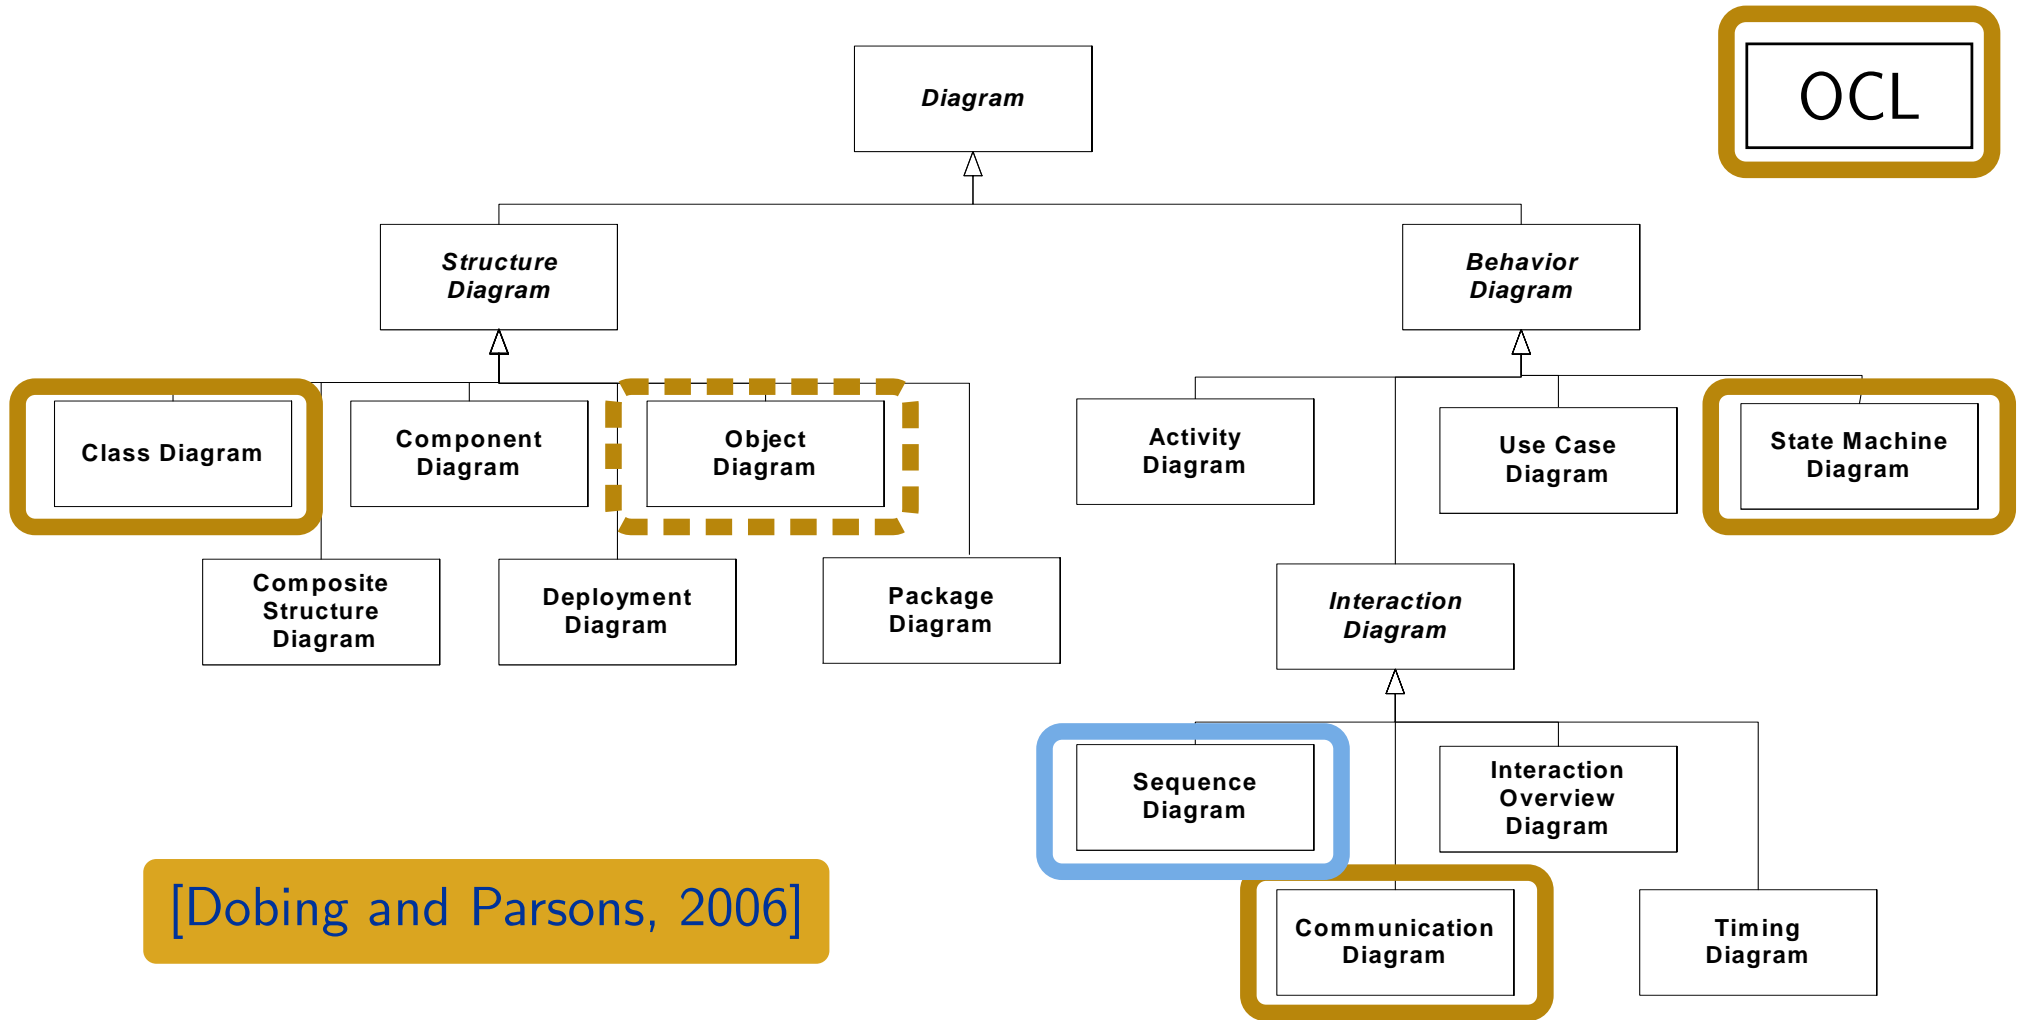 Diagram
OCL
Structure
Diagram
Behavior
Diagram
Class Diagram
Component
Diagram
Object
Diagram
Activity
Diagram
Use Case
Diagram
State Machine
Diagram
Composite
Structure
Diagram
Deployment
Diagram
Package
Diagram
Interaction
Diagram
Sequence
Diagram
Interaction
Overview
Diagram
[Dobing and Parsons, 2006]
Communication
Diagram
Timing
Diagram